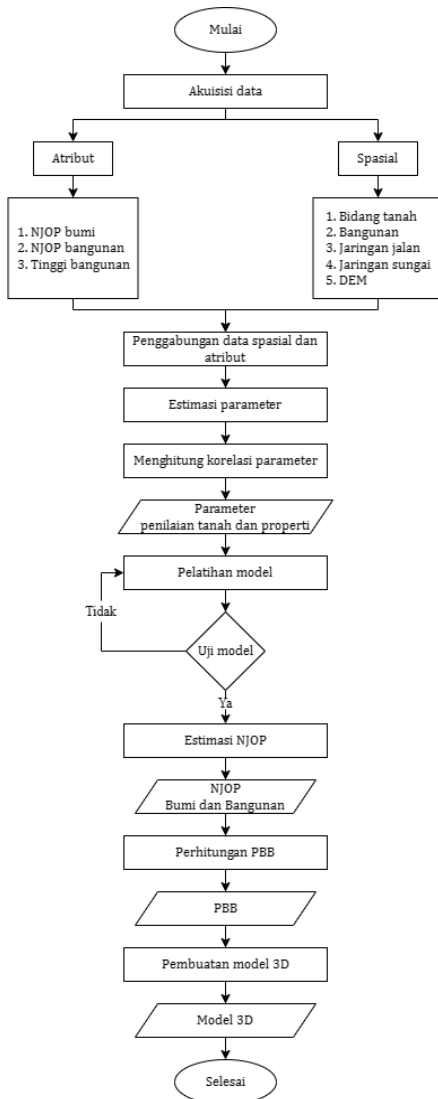 Mulai
Akuisisi data
Atribut
Spasial
1. NJOP bumi
2. NJOP bangunan
3. Tinggi bangunan
1. Bidang tanah
2. Bangunan
3. Jaringan jalan
4. Jaringan sungai
5. DEM
Penggabungan data spasial dan
atribut
Estimasi parameter
Menghitung korelasi parameter
Parameter
penilaian tanah dan properti
Pelatihan model
Tidak
Uji model
Ya
Estimasi NJOP
NJOP
Bumi dan Bangunan
Perhitungan PBB
PBB
Pembuatan model 3D
Model 3D
Selesai